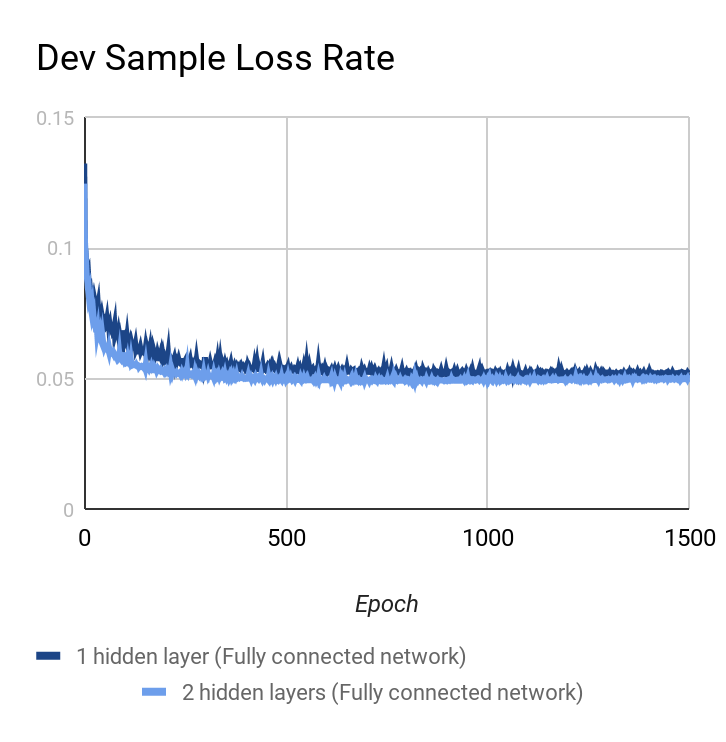 Dev Sample Loss Rate
0.15
0.1
0.05
0
0 500 1000 1500
Epoch
1 hidden layer (Fully connected network)
2 hidden layers (Fully connected network)